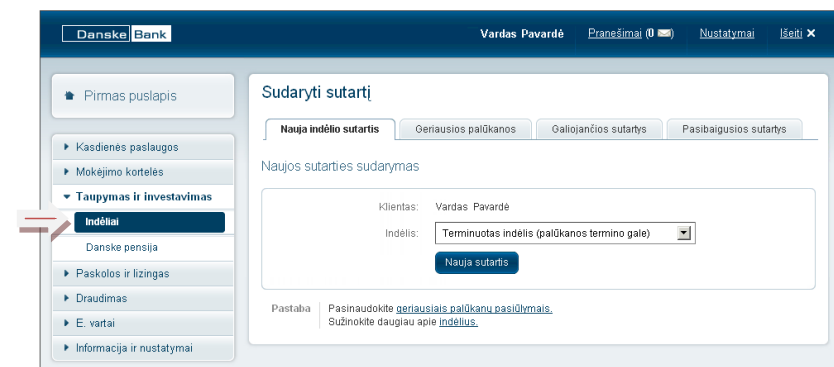 Danske Bank
Vardas Pavardė Pranešimai (0 ) Nustatymai Išeiti ×
Pirmas puslapis
Kasdienės paslaugos
Mokėjimo kortelės
Taupymas ir investavimas
Indėliai
Danske pensija
Paskolos ir lizingas
Draudimas
E. vartai
Informacija ir nustatymai
Sudaryti sutartį
Nauja indėlio sutartis Geriausios palūkanos Galiojančios sutartys Pasibaigusios sutartys
Naujos sutarties sudarymas
Klientas: Vardas Pavardė
Indėlis: Terminuotas indėlis (palūkanos termino gale)
Nauja sutartis
Pastaba Pasinaudokite geriausiais palūkanų pasiūlymais.
Sužinokite daugiau apie indėlius.